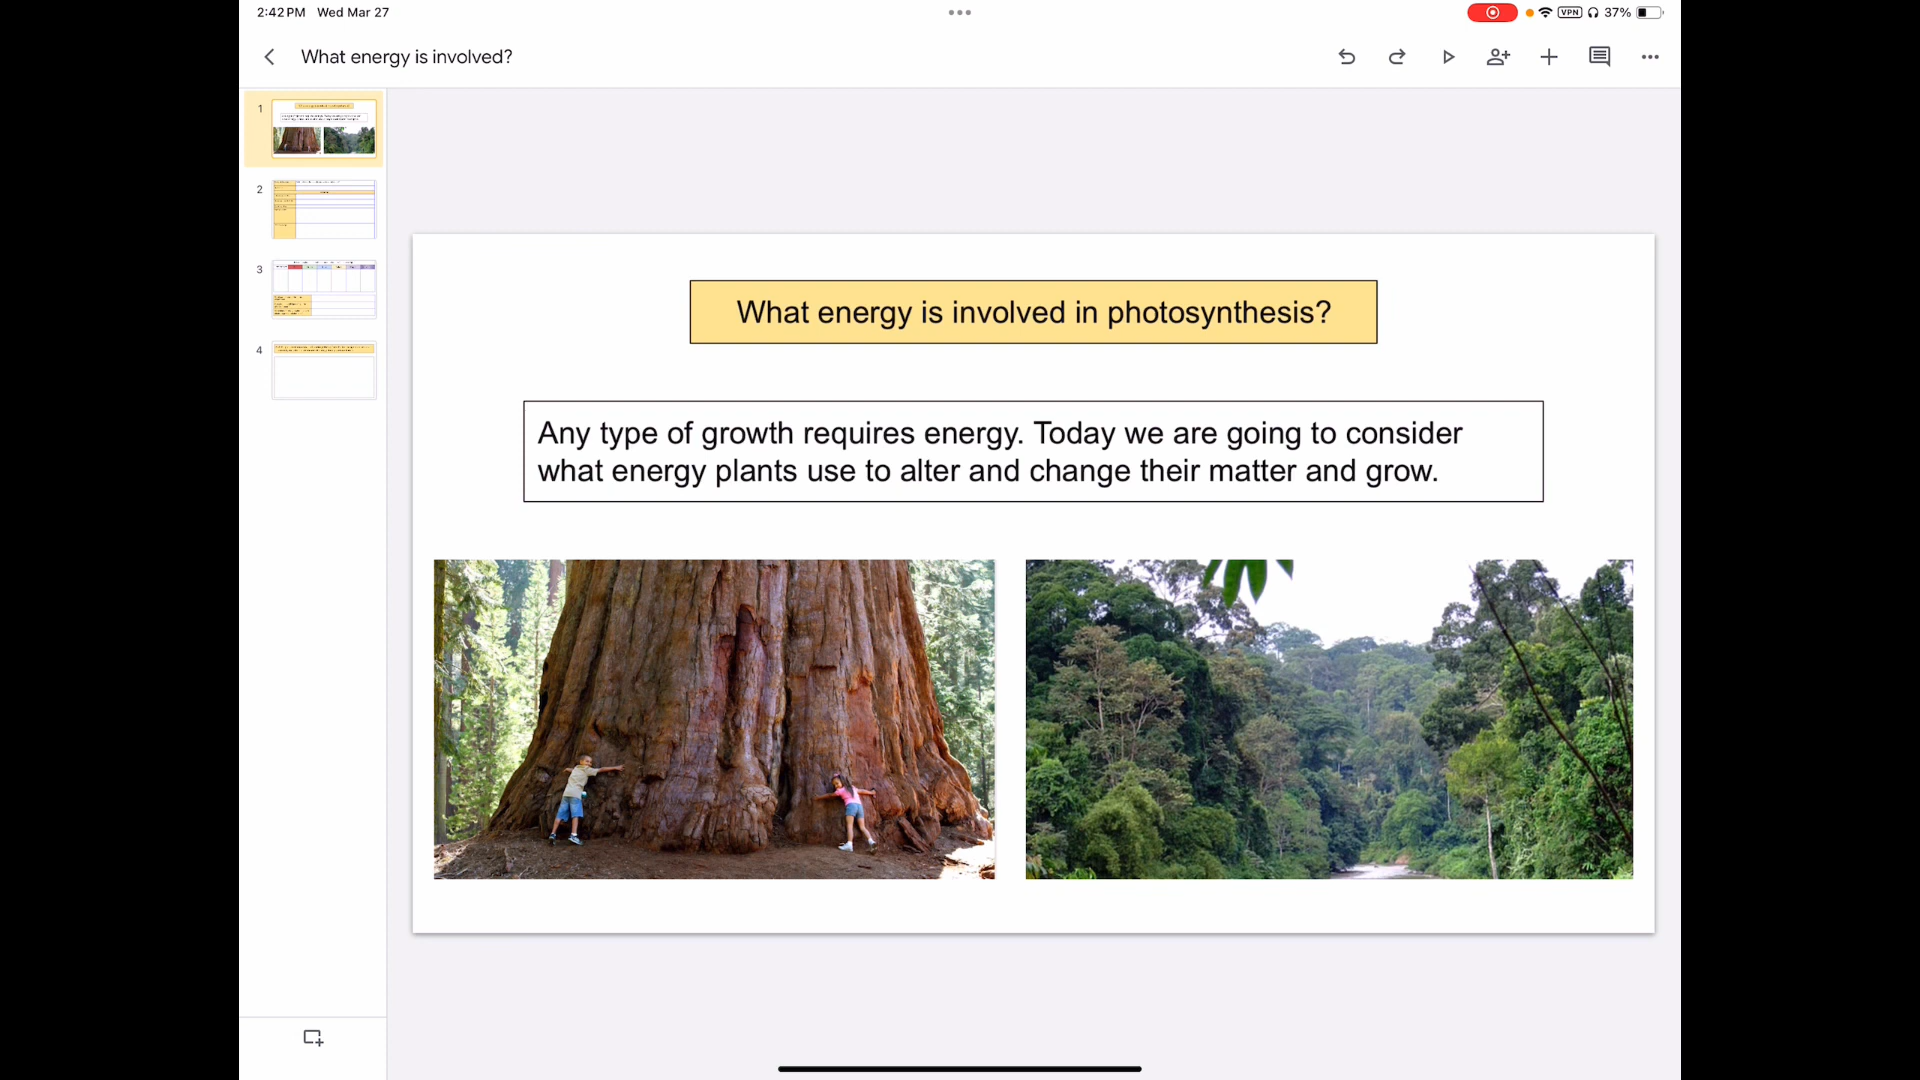 2:42 PM Wed Mar 27
VPN 37%
What energy is involved?
1
2
3
4
What energy is involved in photosynthesis?
Any type of growth requires energy. Today we are going to consider
what energy plants use to alter and change their matter and grow.